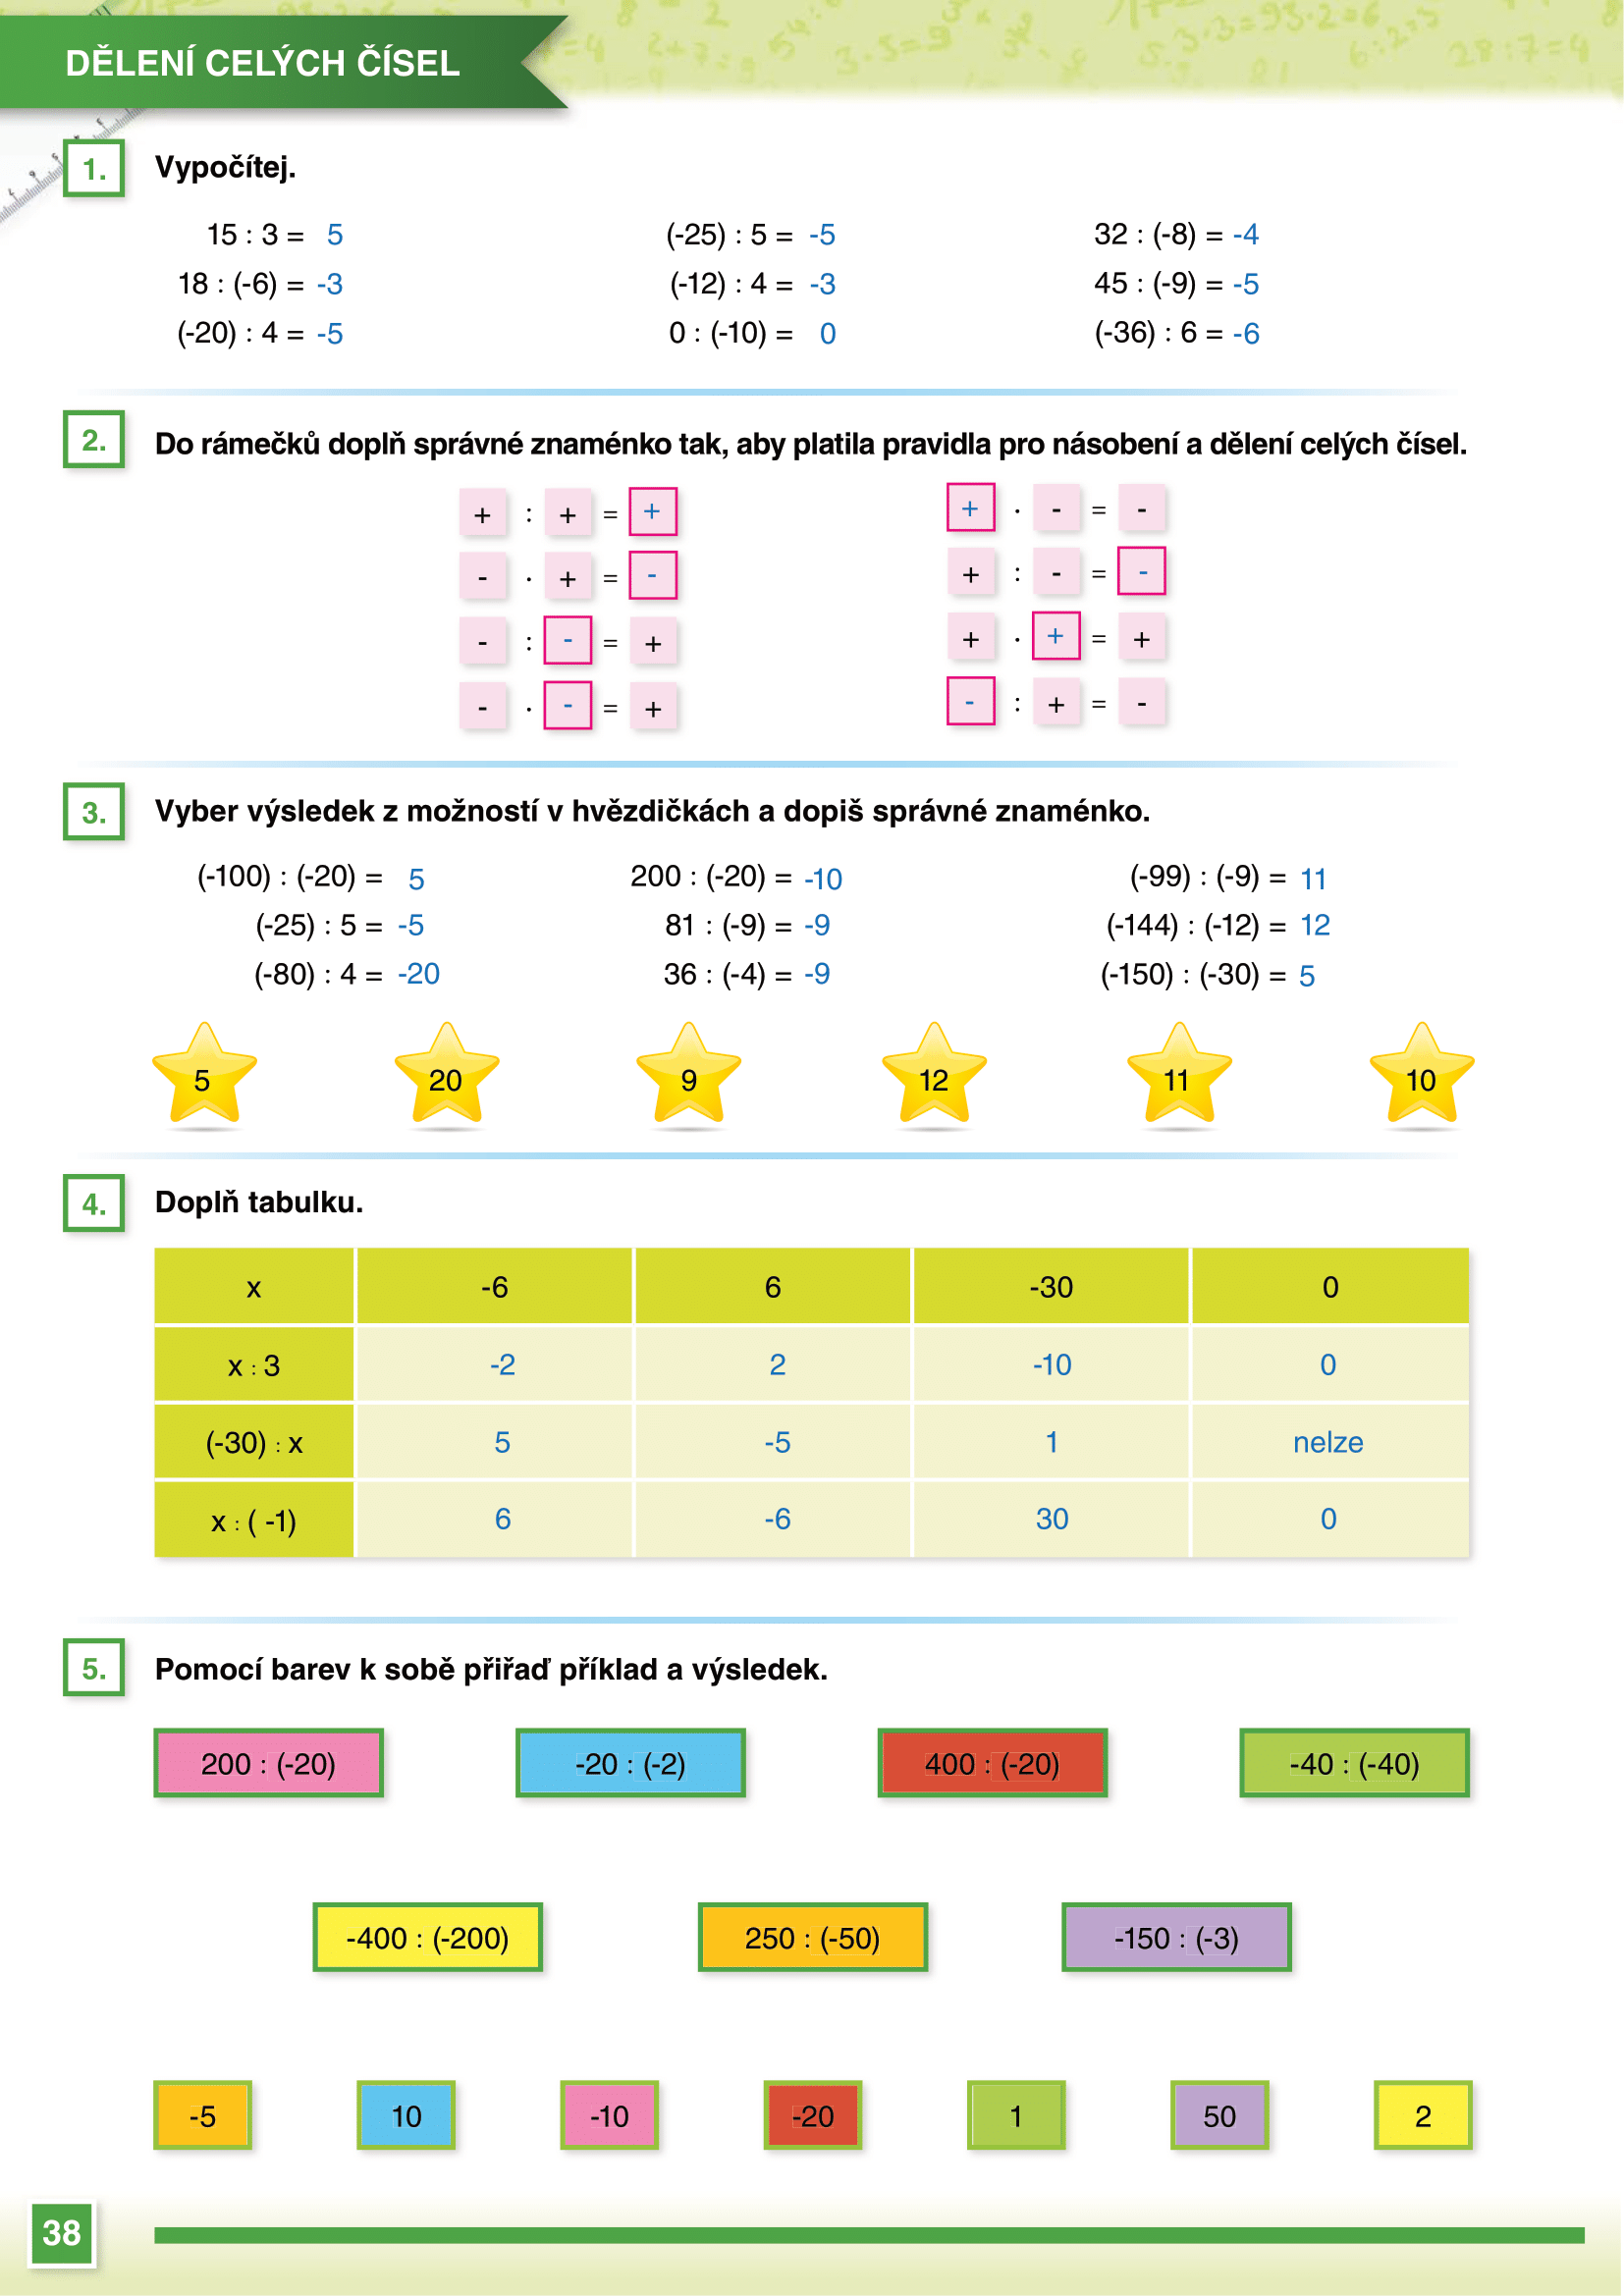 DĚLENÍ CELÝCH ČÍSEL
1. Vypočítej.
15 : 3 = 5 (-25) : 5 = -5 32 : (-8) = -4
18 : (-6) = -3 (-12) : 4 = -3 45 : (-9) = -5
(-20) : 4 = -5 0 : (-10) = 0 (-36) : 6 = -6
2. Do rámečků doplň správné znaménko tak, aby platila pravidla pro násobení a dělení celých čísel.
+ : + = + + · - = -
- · + = - + : - = -
- : - = + + · + = +
- · - = + - : + = -
3. Vyber výsledek z možností v hvězdičkách a dopiš správné znaménko.
(-100) : (-20) = 5 200 : (-20) = -10 (-99) : (-9) = 11
(-25) : 5 = -5 81 : (-9) = -9 (-144) : (-12) = 12
(-80) : 4 = -20 36 : (-4) = -9 (-150) : (-30) = 5
5 20 9 12 11 10
4. Doplň tabulku.
x -6 6 -30 0
x : 3 -2 2 -10 0
(-30) : x 5 -5 1 nelze
x : ( -1) 6 -6 30 0
5. Pomocí barev k sobě přiřaď příklad a výsledek.
200 : (-20) -20 : (-2) 400 : (-20) -40 : (-40)
-400 : (-200) 250 : (-50) -150 : (-3)
-5 10 -10 -20 1 50 2
38